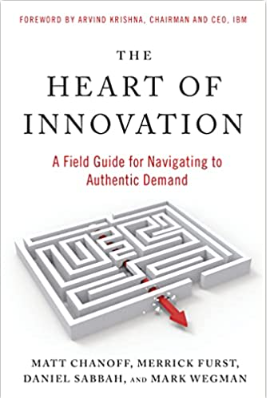 FOREWORD BY ARVIND KRISHNA, CHAIRMAN AND CEO, IBM
THE
HEART OF
INNOVATION
A Field Guide for Navigating to
Authentic Demand
MATT CHANOFF, MERRICK FURST,
DANIEL SABBAH, AND MARK WEGMAN